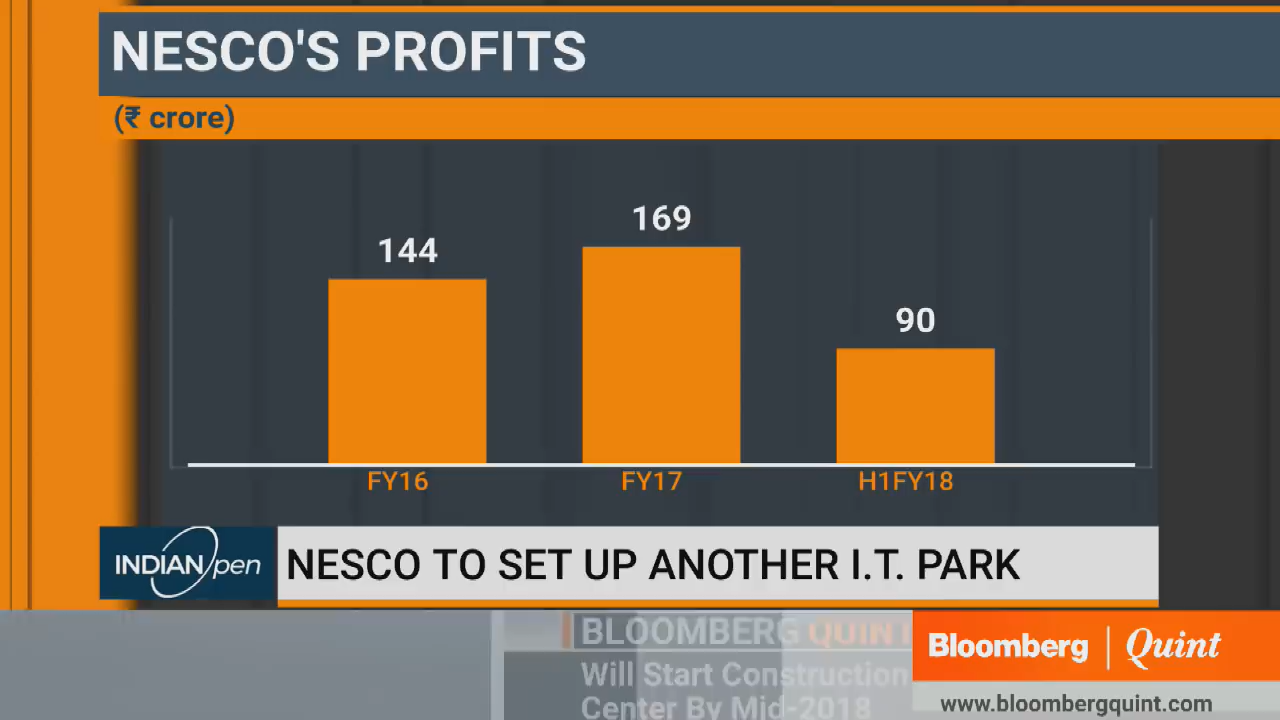 NESCO'S PROFITS
(₹ crore)
144
169
90
FY16
FY17
H1FY18
INDIAN Open
NESCO TO SET UP ANOTHER I.T. PARK
BLOOMBERG QUINT
Will Start Construction
Center By Mid-2018
Bloomberg | Quint
www.bloombergquint.com